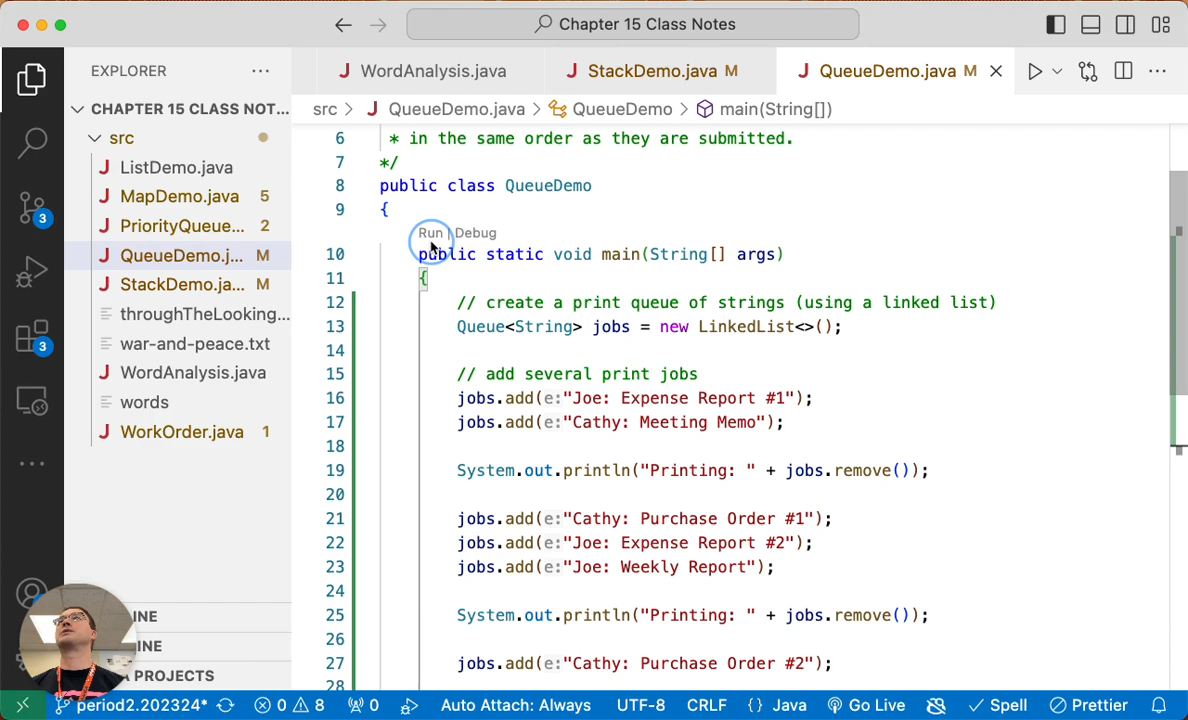 Chapter 15 Class Notes
EXPLORER
CHAPTER 15 CLASS NOT...
src
ListDemo.java
MapDemo.java 5
PriorityQueue... 2
QueueDemo.j... M
StackDemo.ja... M
throughTheLooking...
war-and-peace.txt
WordAnalysis.java
words
WorkOrder.java 1
INE
INE
PROJECTS
3
3
WordAnalysis.java
StackDemo.java M
QueueDemo.java M
src > QueueDemo.java > QueueDemo > main(String[])
6 * in the same order as they are submitted.
7 */
8 public class QueueDemo
9 {
Run | Debug
10 public static void main(String[] args)
11 {
12 // create a print queue of strings (using a linked list)
13 Queue<String> jobs = new LinkedList<>();
14
15 // add several print jobs
16 jobs.add(e:"Joe: Expense Report #1");
17 jobs.add(e:"Cathy: Meeting Memo");
18
19 System.out.println("Printing: " + jobs.remove());
20
21 jobs.add(e:"Cathy: Purchase Order #1");
22 jobs.add(e:"Joe: Expense Report #2");
23 jobs.add(e:"Joe: Weekly Report");
24
25 System.out.println("Printing: " + jobs.remove());
26
27 jobs.add(e:"Cathy: Purchase Order #2");
28
period2.202324* 0 8 0 Auto Attach: Always UTF-8 CRLF {} Java Go Live Spell Prettier